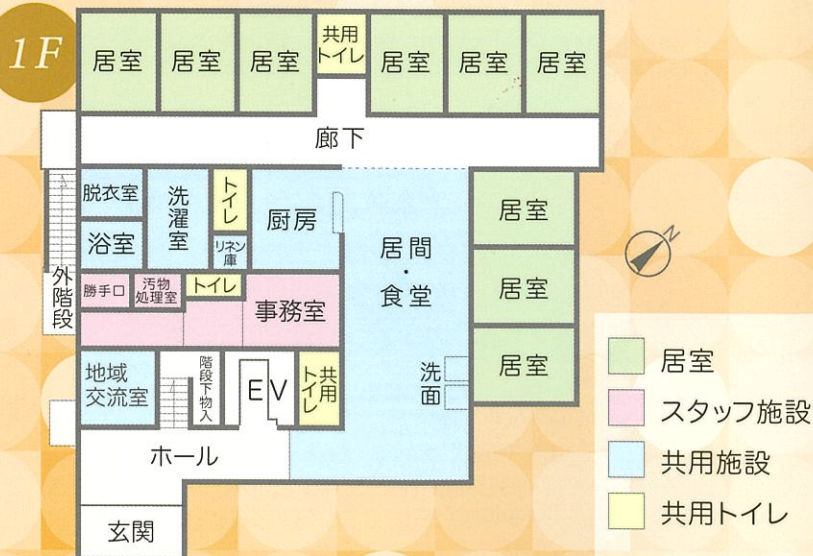 1F
居室
居室
居室
共用
トイレ
居室
居室
居室
廊下
脱衣室
洗濯室
トイレ
厨房
浴室
リネン
庫
居間
・
食堂
居室
居室
居室
N
外階段
勝手口
汚物
処理室
トイレ
事務室
地域
交流室
階段下物入
EV
共用
トイレ
洗面
ホール
玄関
居室
スタッフ施設
共用施設
共用トイレ